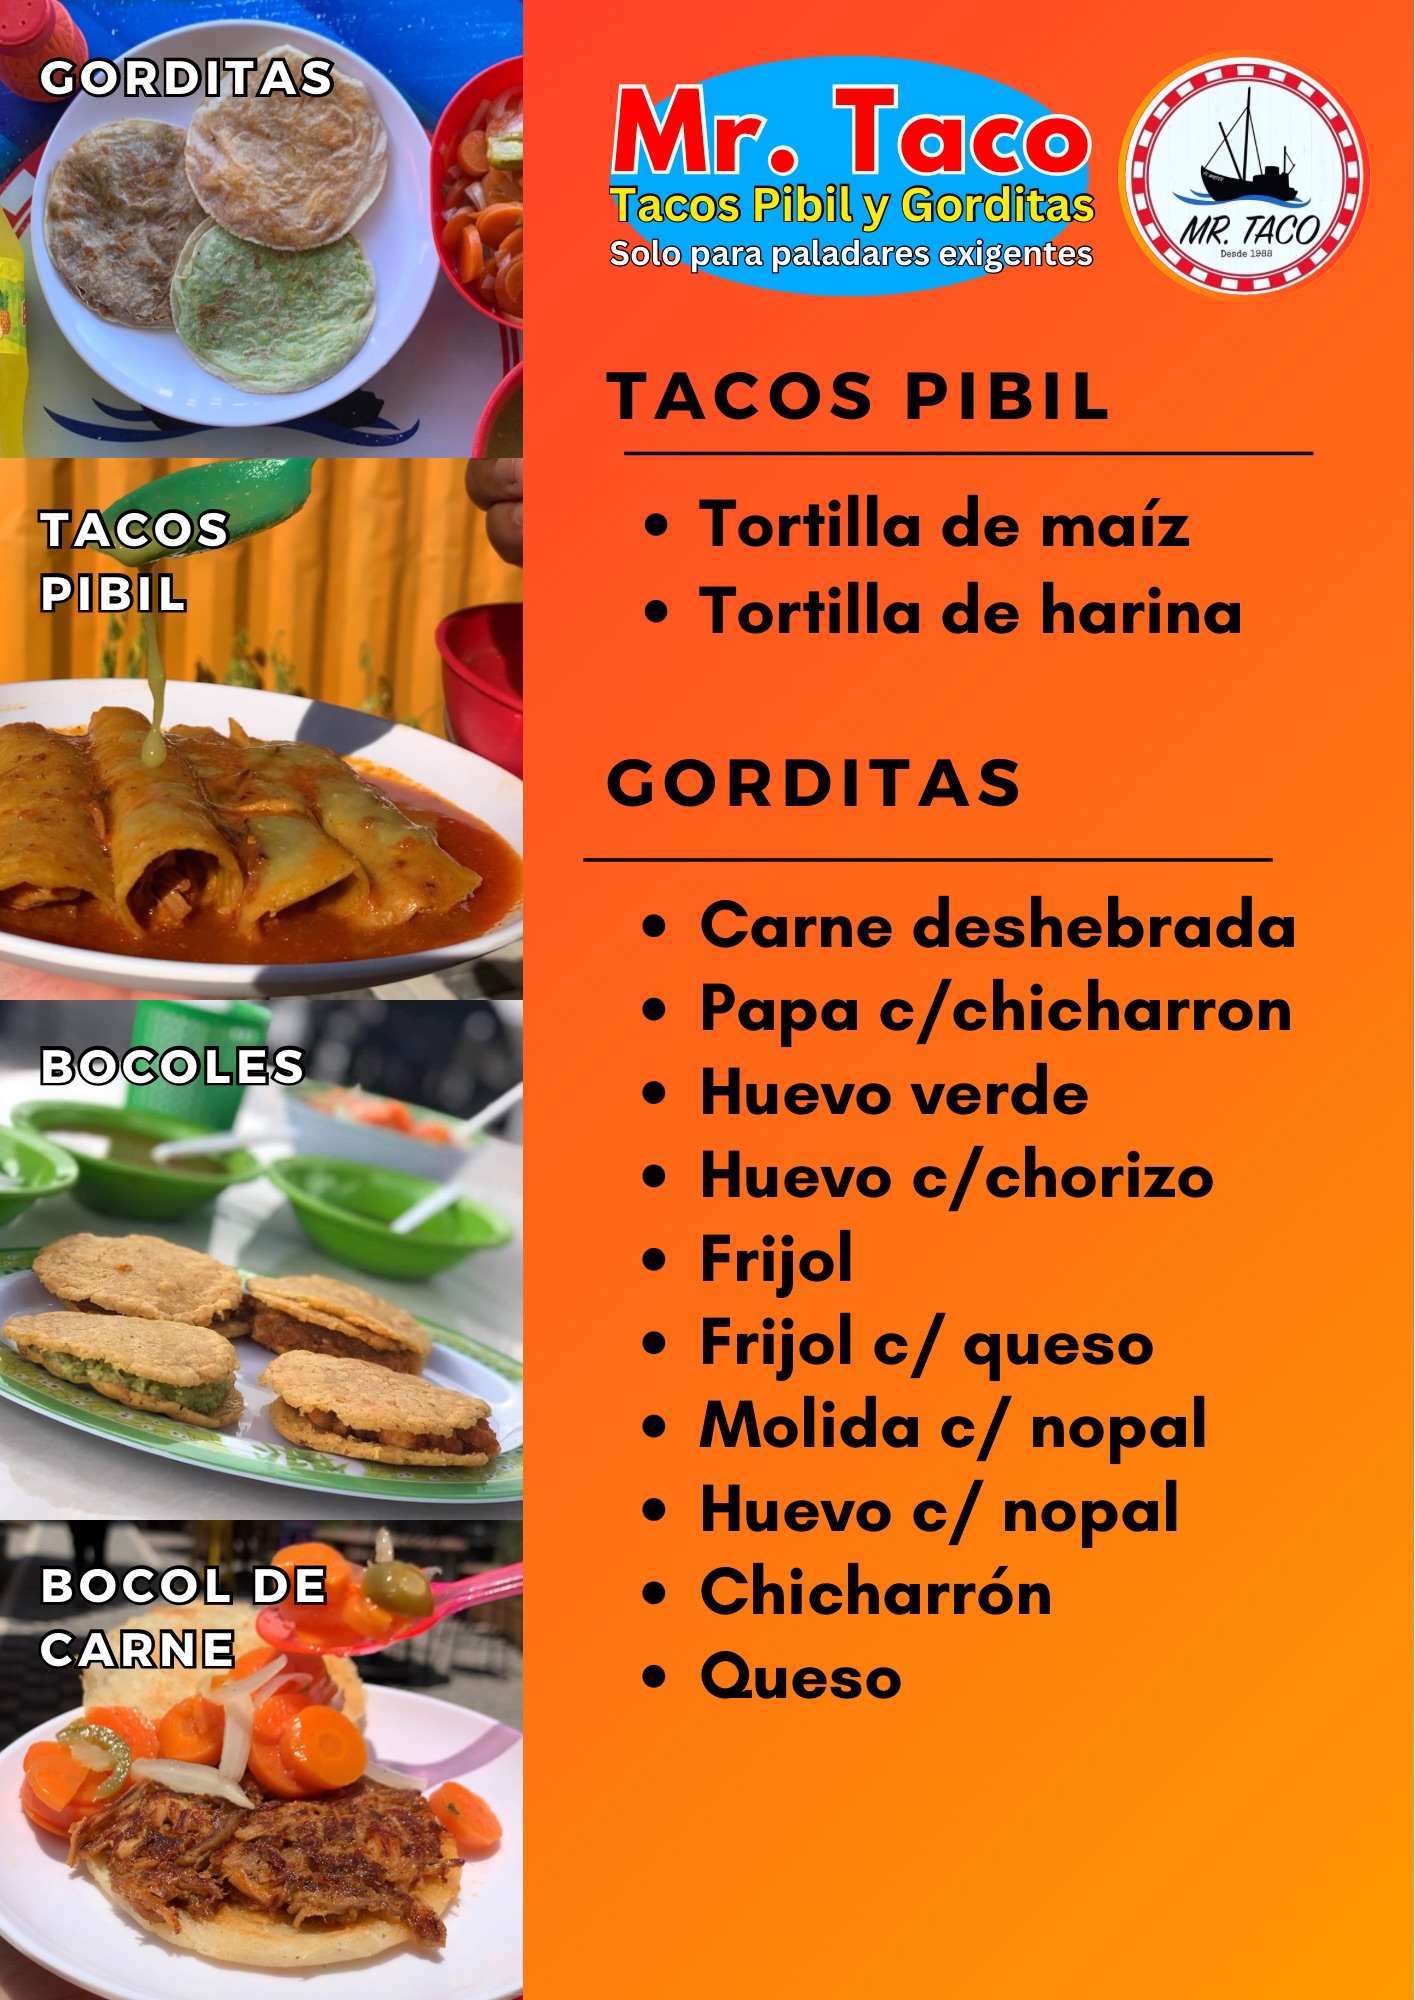 GORDITAS
TACOS
PIBIL
BOCOLES
BOCOL DE
CARNE
Mr. Taco
Tacos Pibil y Gorditas
Solo para paladares exigentes
MR. TACO
Desde 1988
TACOS PIBIL
• Tortilla de maíz
• Tortilla de harina
GORDITAS
• Carne deshebrada
• Papa c/chicharron
• Huevo verde
• Huevo c/chorizo
• Frijol
• Frijol c/ queso
• Molida c/ nopal
• Huevo c/ nopal
• Chicharrón
• Queso